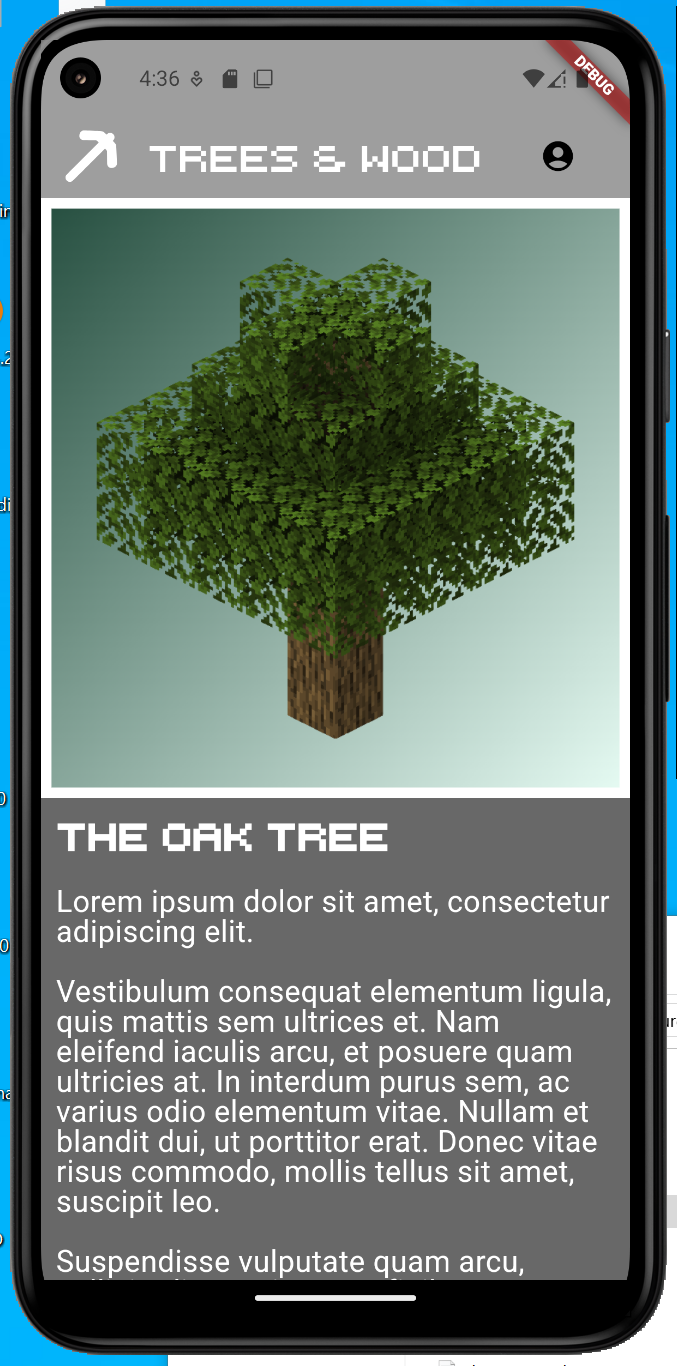 4:36
DEBUG
TREES & WOOD
THE OAK TREE
Lorem ipsum dolor sit amet, consectetur
adipiscing elit.
Vestibulum consequat elementum ligula,
quis mattis sem ultrices et. Nam
eleifend iaculis arcu, et posuere quam
ultricies at. In interdum purus sem, ac
varius odio elementum vitae. Nullam et
blandit dui, ut porttitor erat. Donec vitae
risus commodo, mollis tellus sit amet,
suscipit leo.
Suspendisse vulputate quam arcu,